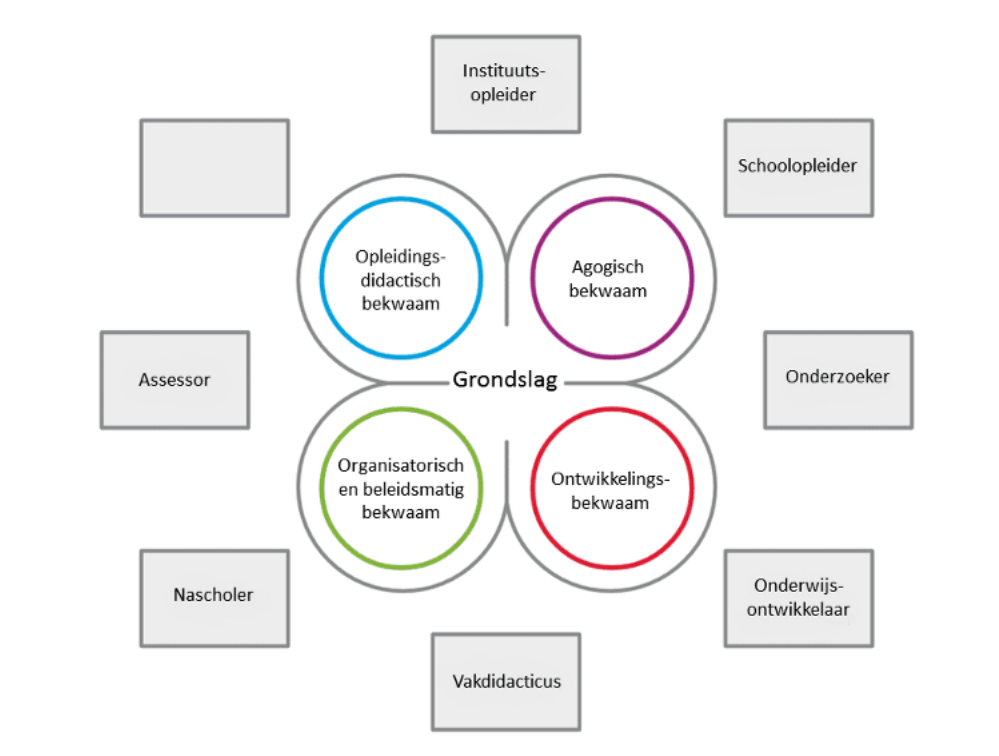 Instituuts-
opleider
Schoolopleider
Opleidings-
didactisch
bekwaam
Agogisch
bekwaam
Assessor
Grondslag
Onderzoeker
Organisatorisch
en beleidsmatig
bekwaam
Ontwikkelings-
bekwaam
Nascholer
Onderwijs-
ontwikkelaar
Vakdidacticus